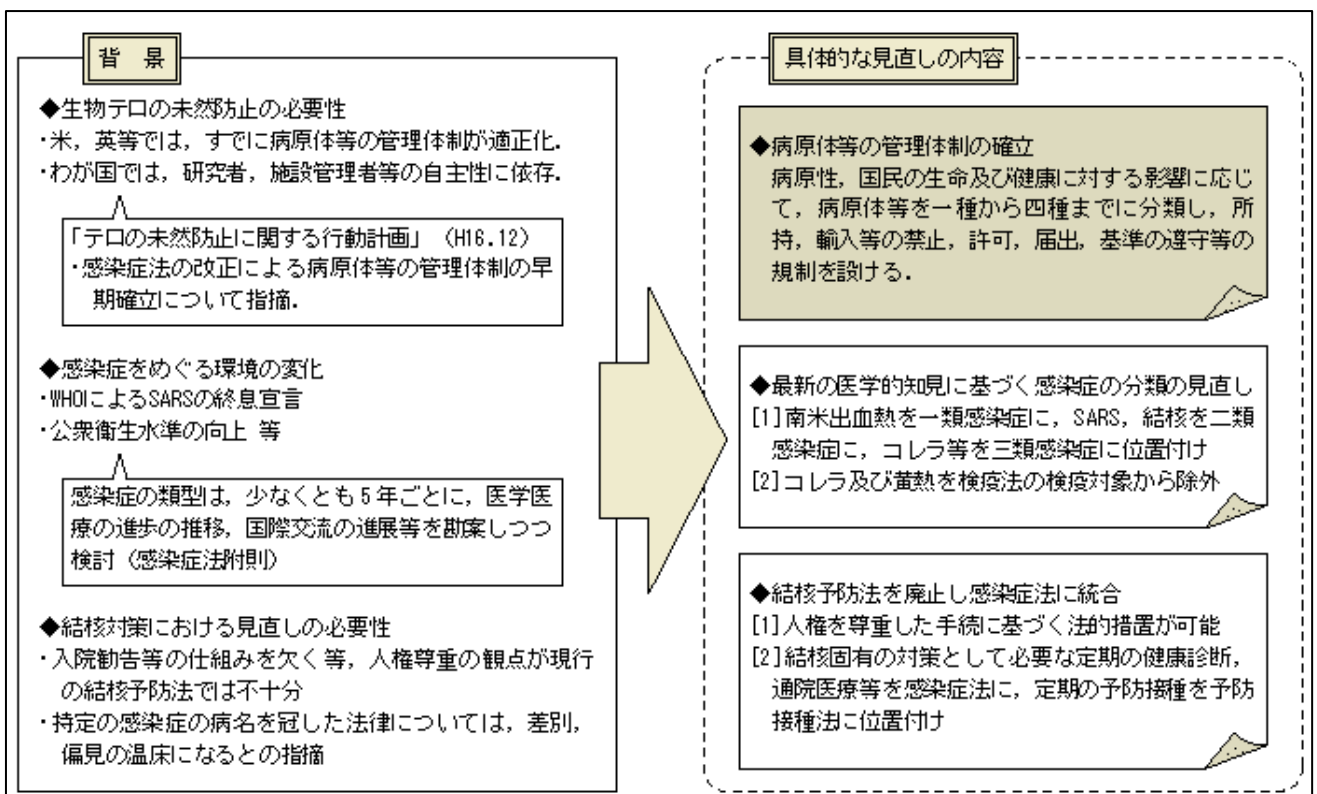 背 景
◆生物テロの未然防止の必要性
・米，英等では，すでに病原体等の管理体制が適正化．
・わが国では，研究者，施設管理者等の自主性に依存．
「テロの未然防止に関する行動計画」（H16.12）
・感染症法の改正による病原体等の管理体制の早
期確立について指摘．
◆感染症をめぐる環境の変化
・WHOによるSARSの終息宣言
・公衆衛生水準の向上 等
感染症の類型は，少なくとも５年ごとに，医学医
療の進歩の推移，国際交流の進展等を勘案しつつ
検討（感染症法附則）
◆結核対策における見直しの必要性
・入院勧告等の仕組みを欠く等，人権尊重の観点が現行
の結核予防法では不十分
・持定の感染症の病名を冠した法律については，差別，
偏見の温床になるとの指摘
具体的な見直しの内容
◆病原体等の管理体制の確立
病原性，国民の生命及び健康に対する影響に応じ
て，病原体等を一種から四種までに分類し，所
持，輸入等の禁止，許可，届出，基準の遵守等の
規制を設ける．
◆最新の医学的知見に基づく感染症の分類の見直し
[1]南米出血熱を一類感染症に，SARS，結核を二類
感染症に，コレラ等を三類感染症に位置付け
[2]コレラ及び黄熱を検疫法の検疫対象から除外
◆結核予防法を廃止し感染症法に統合
[1]人権を尊重した手続に基づく法的措置が可能
[2]結核固有の対策として必要な定期の健康診断，
通院医療等を感染症法に，定期の予防接種を予防
接種法に位置付け